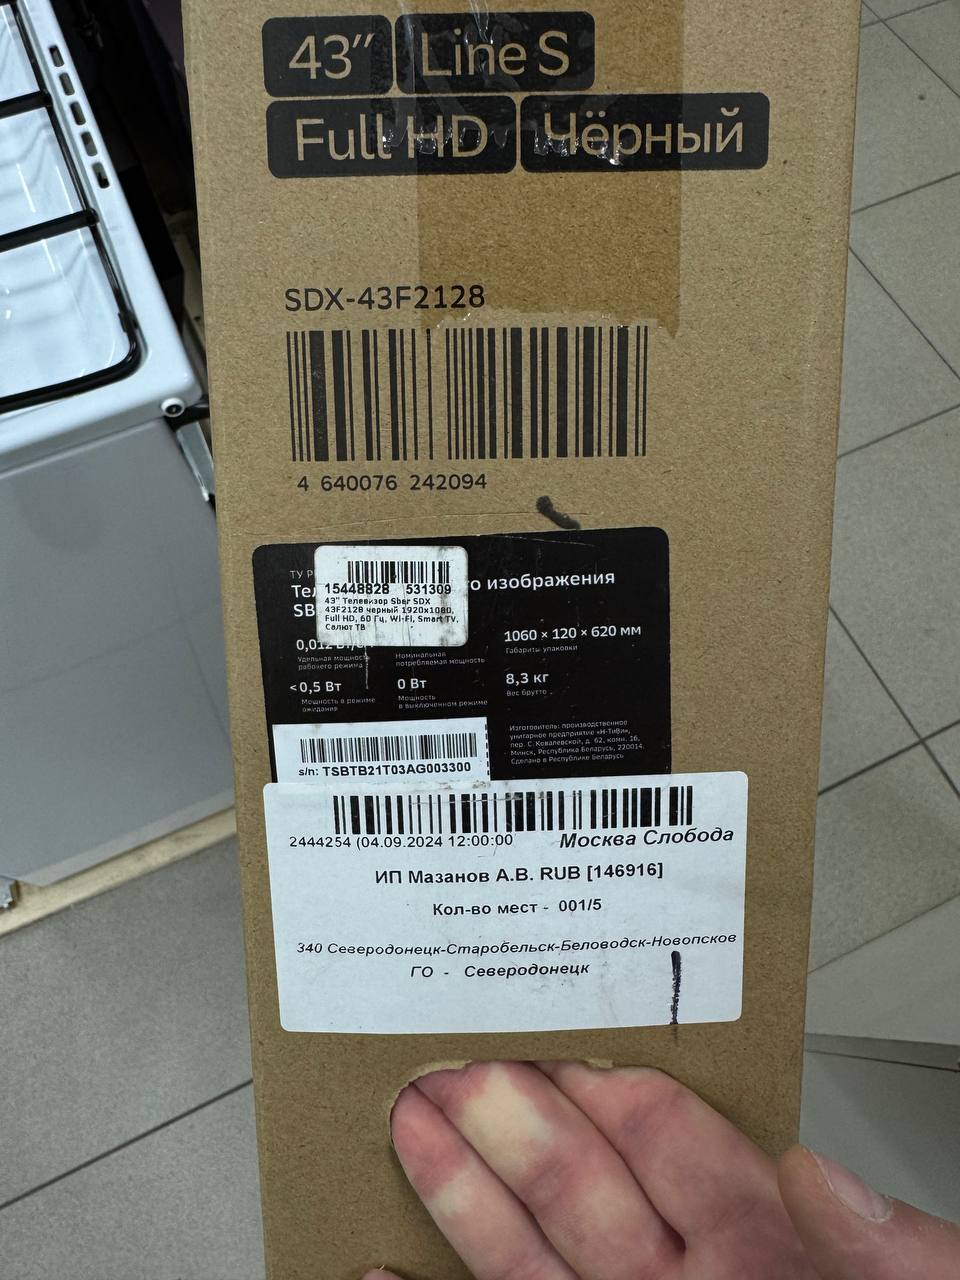 43″ Line S
Full HD Чёрный
SDX-43F2128
4 640076 242094
ТУ
го изображения
SB
15448828 531309
43" Телевизор Sber SDX
43F2128 черный 1920x1080,
Full HD, 60 Гц, WI-FI, Smart TV,
Салют ТВ
0,012
Удельная мощность
рабочего режима
Номинальная
потребляемая мощность
1060 × 120 × 620 мм
Габариты упаковки
<0,5 Вт
Мощность в режиме
ожидания
0 Вт
Мощность
в выключенном режиме
8,3 кг
Вес брутто
Изготовитель: производственное
унитарное предприятие «Н-ТиВи»,
пер. С. Ковалевской, д. 62, комн. 16,
Минск, Республика Беларусь, 220014.
Сделано в Республике Беларусь
s/n: TSBTB21T03AG003300
2444254 (04.09.2024 12:00:00 Москва Слобода
ИП Мазанов А.В. RUB [146916]
Кол-во мест - 001/5
340 Северодонецк-Старобельск-Беловодск-Новопсков
ГО - Северодонецк